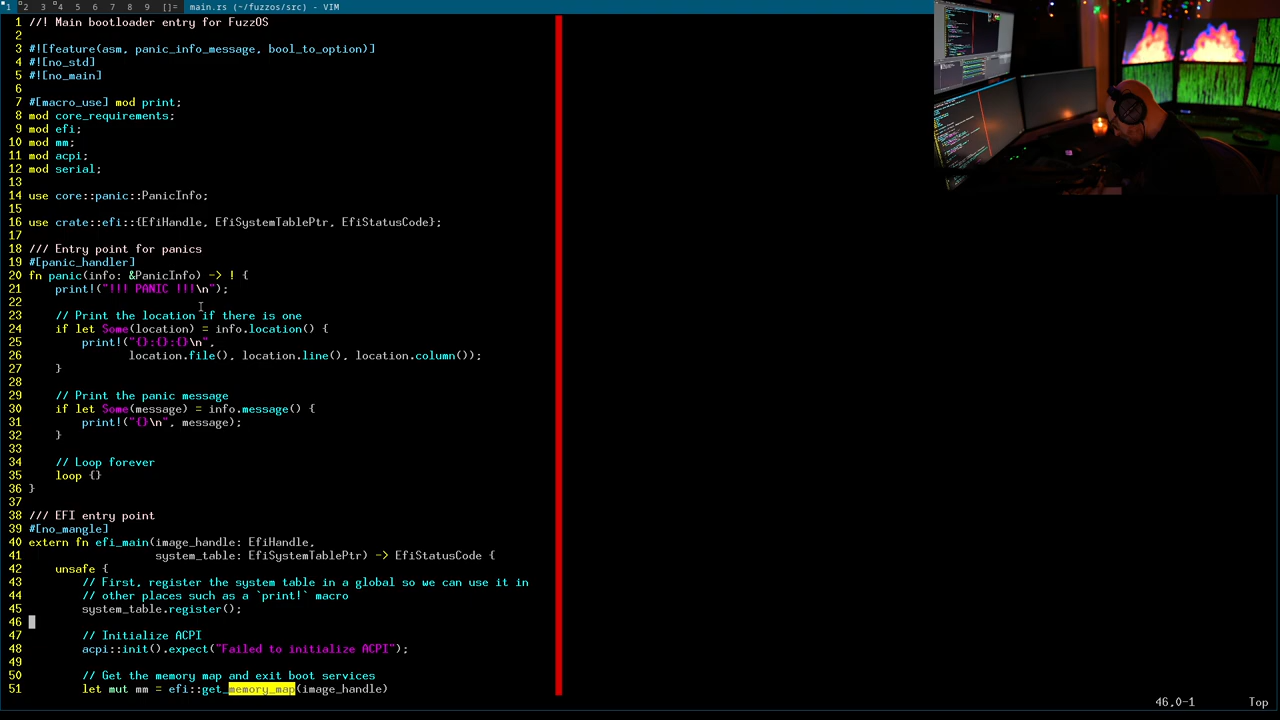 1 2 3 4 5 6 7 8 9 []= main.rs (~/fuzzos/src) - VIM
1 //! Main bootloader entry for FuzzOS
2
3 #![feature(asm, panic_info_message, bool_to_option)]
4 #![no_std]
5 #![no_main]
6
7 #[macro_use] mod print;
8 mod core_requirements;
9 mod efi;
10 mod mm;
11 mod acpi;
12 mod serial;
13
14 use core::panic::PanicInfo;
15
16 use crate::efi::{EfiHandle, EfiSystemTablePtr, EfiStatusCode};
17
18 /// Entry point for panics
19 #[panic_handler]
20 fn panic(info: &PanicInfo) -> ! {
21     print!("!!! PANIC !!!\n");
22
23     // Print the location if there is one
24     if let Some(location) = info.location() {
25         print!("{}:{}:{}\n",
26                location.file(), location.line(), location.column());
27     }
28
29     // Print the panic message
30     if let Some(message) = info.message() {
31         print!("{}\n", message);
32     }
33
34     // Loop forever
35     loop {}
36 }
37
38 /// EFI entry point
39 #[no_mangle]
40 extern fn efi_main(image_handle: EfiHandle,
41                    system_table: EfiSystemTablePtr) -> EfiStatusCode {
42     unsafe {
43         // First, register the system table in a global so we can use it in
44         // other places such as a `print!` macro
45         system_table.register();
46
47         // Initialize ACPI
48         acpi::init().expect("Failed to initialize ACPI");
49
50         // Get the memory map and exit boot services
51         let mut mm = efi::get_memory_map(image_handle)
46,0-1 Top